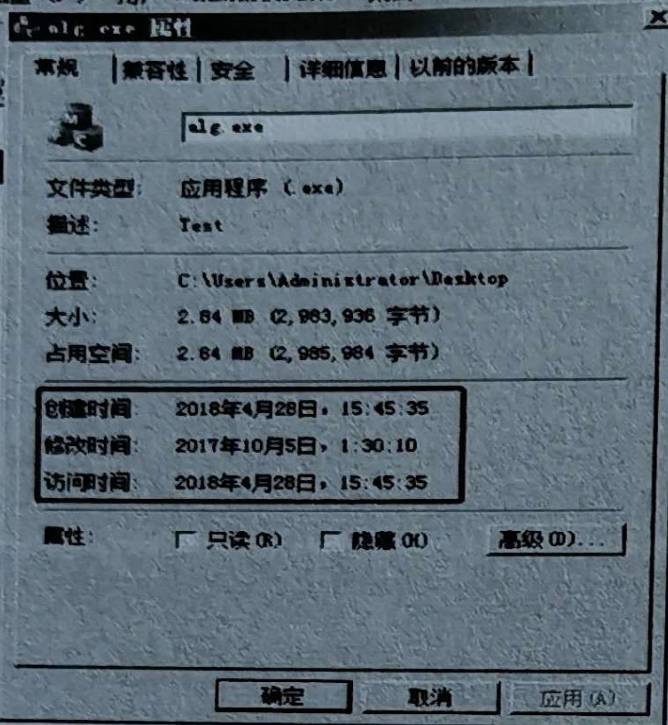 alg.exe 属性
常规 兼容性 安全 详细信息 以前的版本
alg.exe
文件类型: 应用程序 (.exe)
描述: Test
位置: C:\Users\Administrator\Desktop
大小: 2.84 MB (2,983,936 字节)
占用空间: 2.84 MB (2,985,984 字节)
创建时间: 2018年4月28日，15:45:35
修改时间: 2017年10月5日，1:30:10
访问时间: 2018年4月28日，15:45:35
属性: 只读(R) 隐藏(H) 高级(D)...
确定 取消 应用(A)